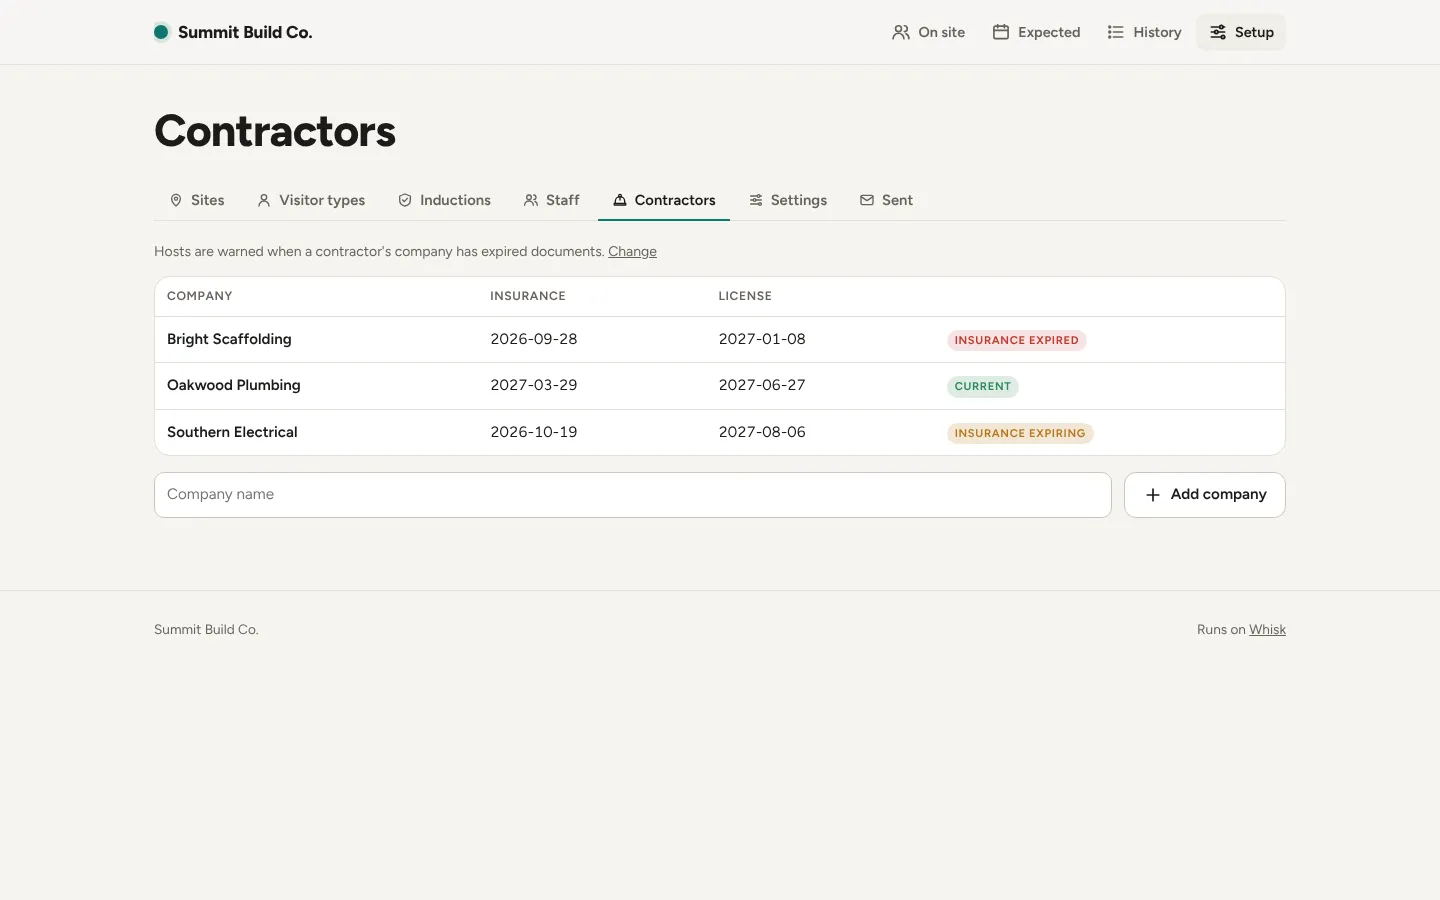 Summit Build Co.
On site
Expected
History
Setup
Contractors
Sites
Visitor types
Inductions
Staff
Contractors
Settings
Sent
Hosts are warned when a contractor's company has expired documents. Change
COMPANY INSURANCE LICENSE
Bright Scaffolding 2026-09-28 2027-01-08 INSURANCE EXPIRED
Oakwood Plumbing 2027-03-29 2027-06-27 CURRENT
Southern Electrical 2026-10-19 2027-08-06 INSURANCE EXPIRING
Company name
Add company
Summit Build Co.
Runs on Whisk